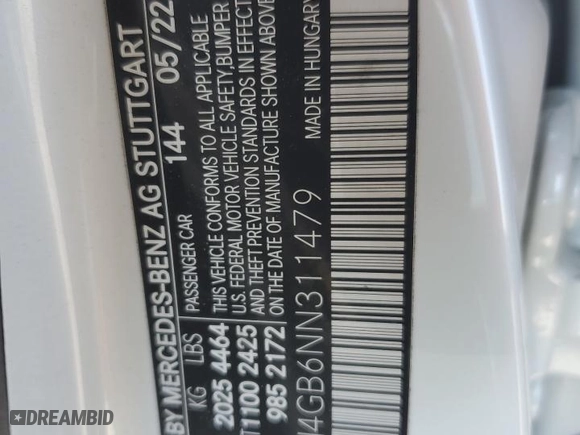 BY MERCEDES-BENZ AG STUTTGART
144 05/22
KG LBS PASSENGER CAR
2025 4464
1100 2425
985 2172
THIS VEHICLE CONFORMS TO ALL APPLICABLE
U.S. FEDERAL MOTOR VEHICLE SAFETY, BUMPER
AND THEFT PREVENTION STANDARDS IN EFFECT
ON THE DATE OF MANUFACTURE SHOWN ABOVE
4GB6NN311479 MADE IN HUNGARY
DREAMBID